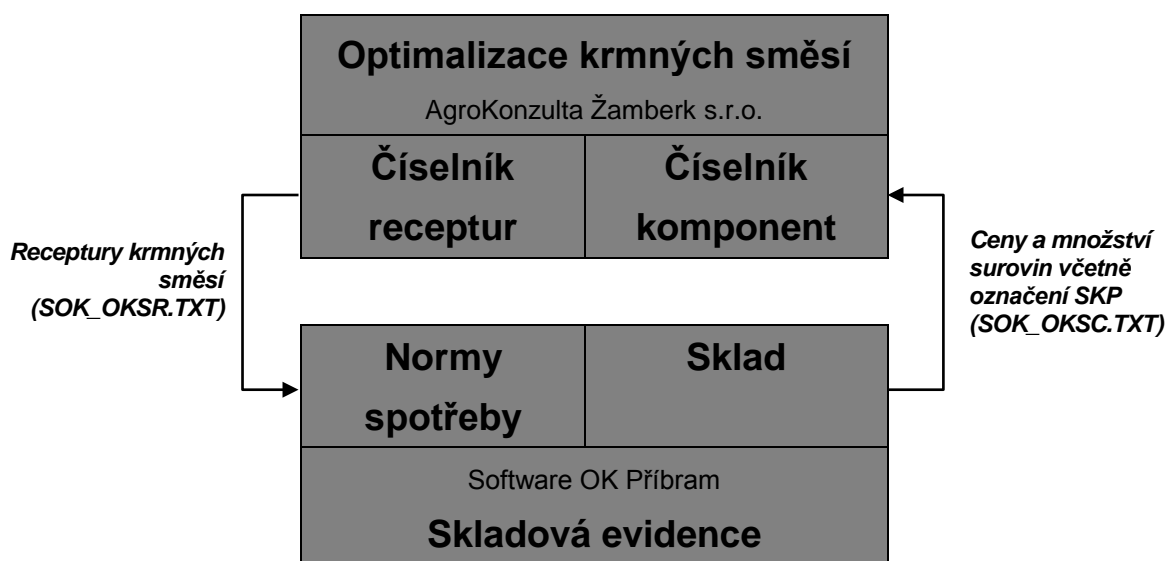 Optimalizace krmných směsí
AgroKonzulta Žamberk s.r.o.
Číselník
receptur
Číselník
komponent
Receptury krmných
směsí
(SOK_OKSR.TXT)
Ceny a množství
surovin včetně
označení SKP
(SOK_OKSC.TXT)
Normy
spotřeby
Sklad
Software OK Příbram
Skladová evidence